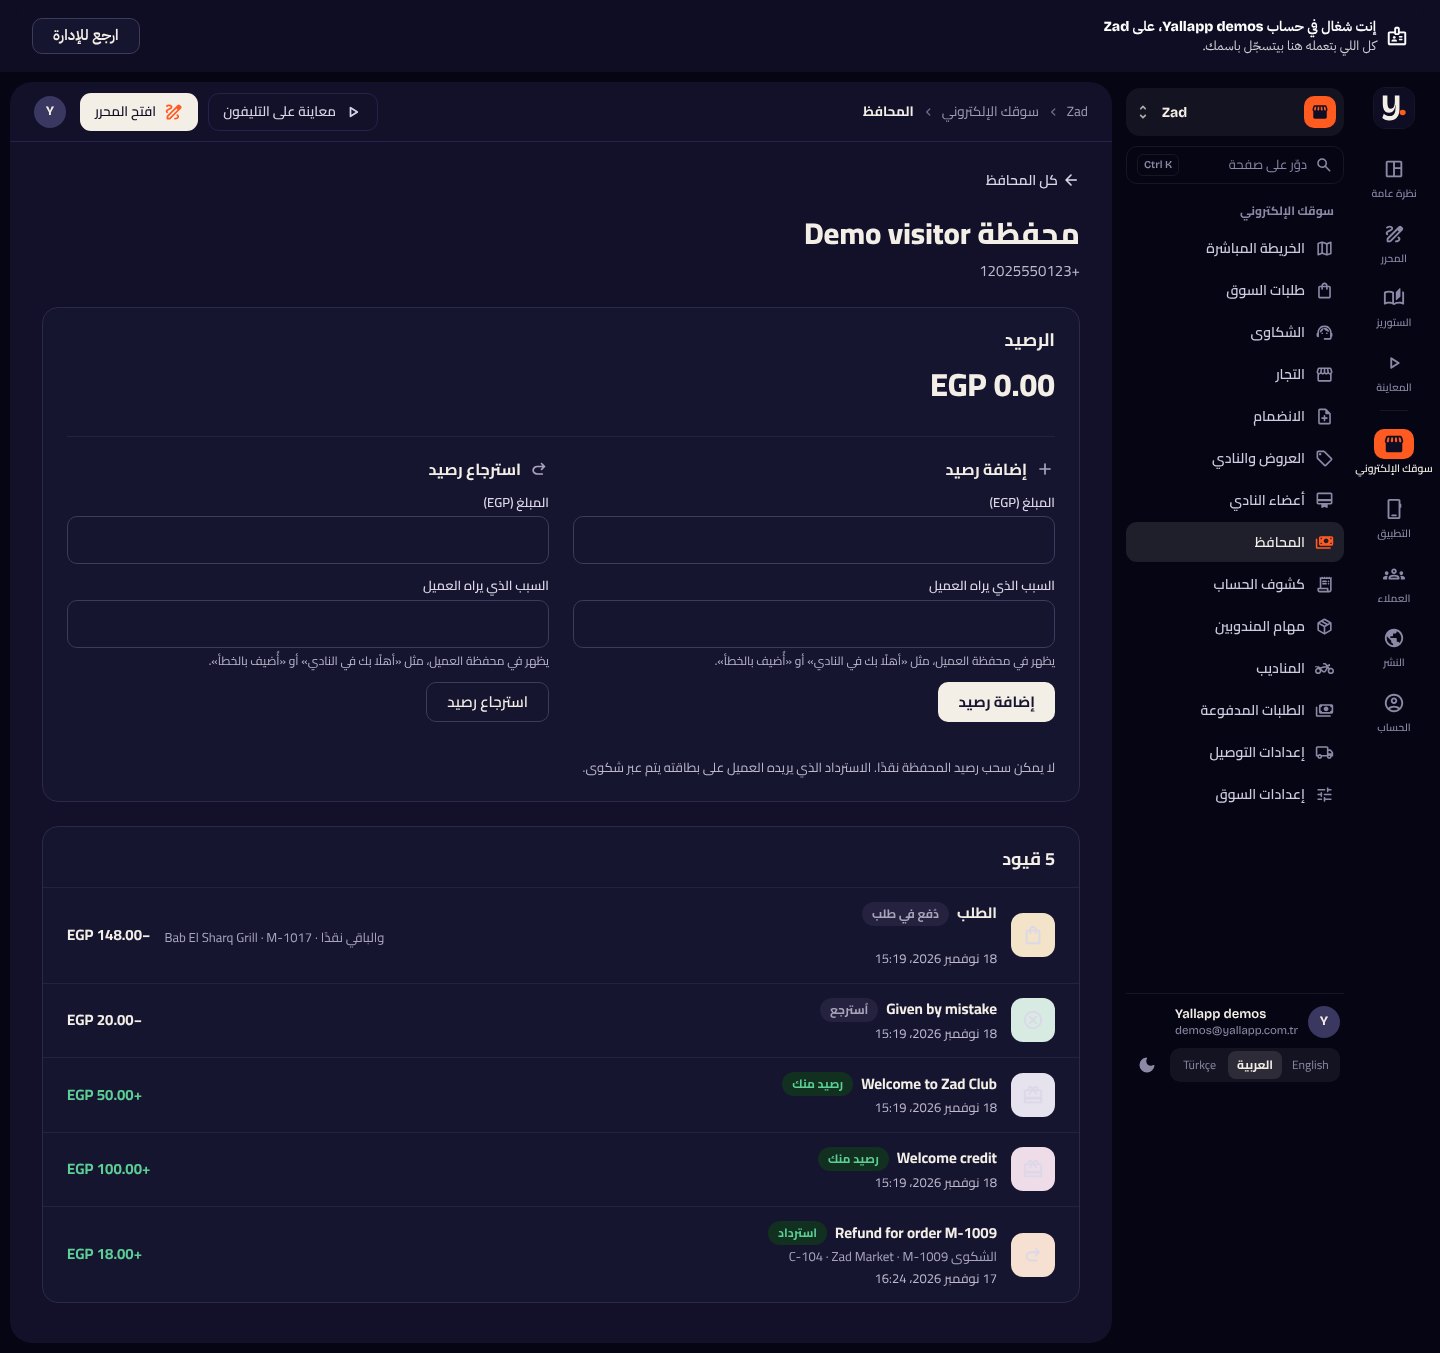 إنت شغال في حساب Yallapp demos، على Zad
كل اللي بتعمله هنا بيتسجّل باسمك.
ارجع للإدارة
y.
نظرة عامة
المحرر
الستوريز
المعاينة
سوقك الإلكتروني
التطبيق
العملاء
النشر
الحساب
Zad
دوّر على صفحة
Ctrl K
سوقك الإلكتروني
الخريطة المباشرة
طلبات السوق
الشكاوى
التجار
الانضمام
العروض والنادي
أعضاء النادي
المحافظ
كشوف الحساب
مهام المندوبين
المناديب
الطلبات المدفوعة
إعدادات التوصيل
إعدادات السوق
Yallapp demos
demos@yallapp.com.tr
Y
English
العربية
Türkçe
Zad
سوقك الإلكتروني
المحافظ
معاينة على التليفون
افتح المحرر
Y
كل المحافظ
محفظة Demo visitor
12025550123+
الرصيد
EGP 0.00
إضافة رصيد
المبلغ (EGP)
السبب الذي يراه العميل
يظهر في محفظة العميل، مثل «أهلًا بك في النادي» أو «أُضيف بالخطأ».
إضافة رصيد
استرجاع رصيد
المبلغ (EGP)
السبب الذي يراه العميل
يظهر في محفظة العميل، مثل «أهلًا بك في النادي» أو «أُضيف بالخطأ».
استرجاع رصيد
لا يمكن سحب رصيد المحفظة نقدًا. الاسترداد الذي يريده العميل على بطاقته يتم عبر شكوى.
5 قيود
الطلب
دُفع في طلب
18 نوفمبر 2026، 15:19
Bab El Sharq Grill · M-1017 · والباقي نقدًا
EGP 148.00−
Given by mistake
اُسترجع
18 نوفمبر 2026، 15:19
EGP 20.00−
Welcome to Zad Club
رصيد منك
18 نوفمبر 2026، 15:19
EGP 50.00+
Welcome credit
رصيد منك
18 نوفمبر 2026، 15:19
EGP 100.00+
Refund for order M-1009
استرداد
الشكوى C-104 · Zad Market · M-1009
17 نوفمبر 2026، 16:24
EGP 18.00+